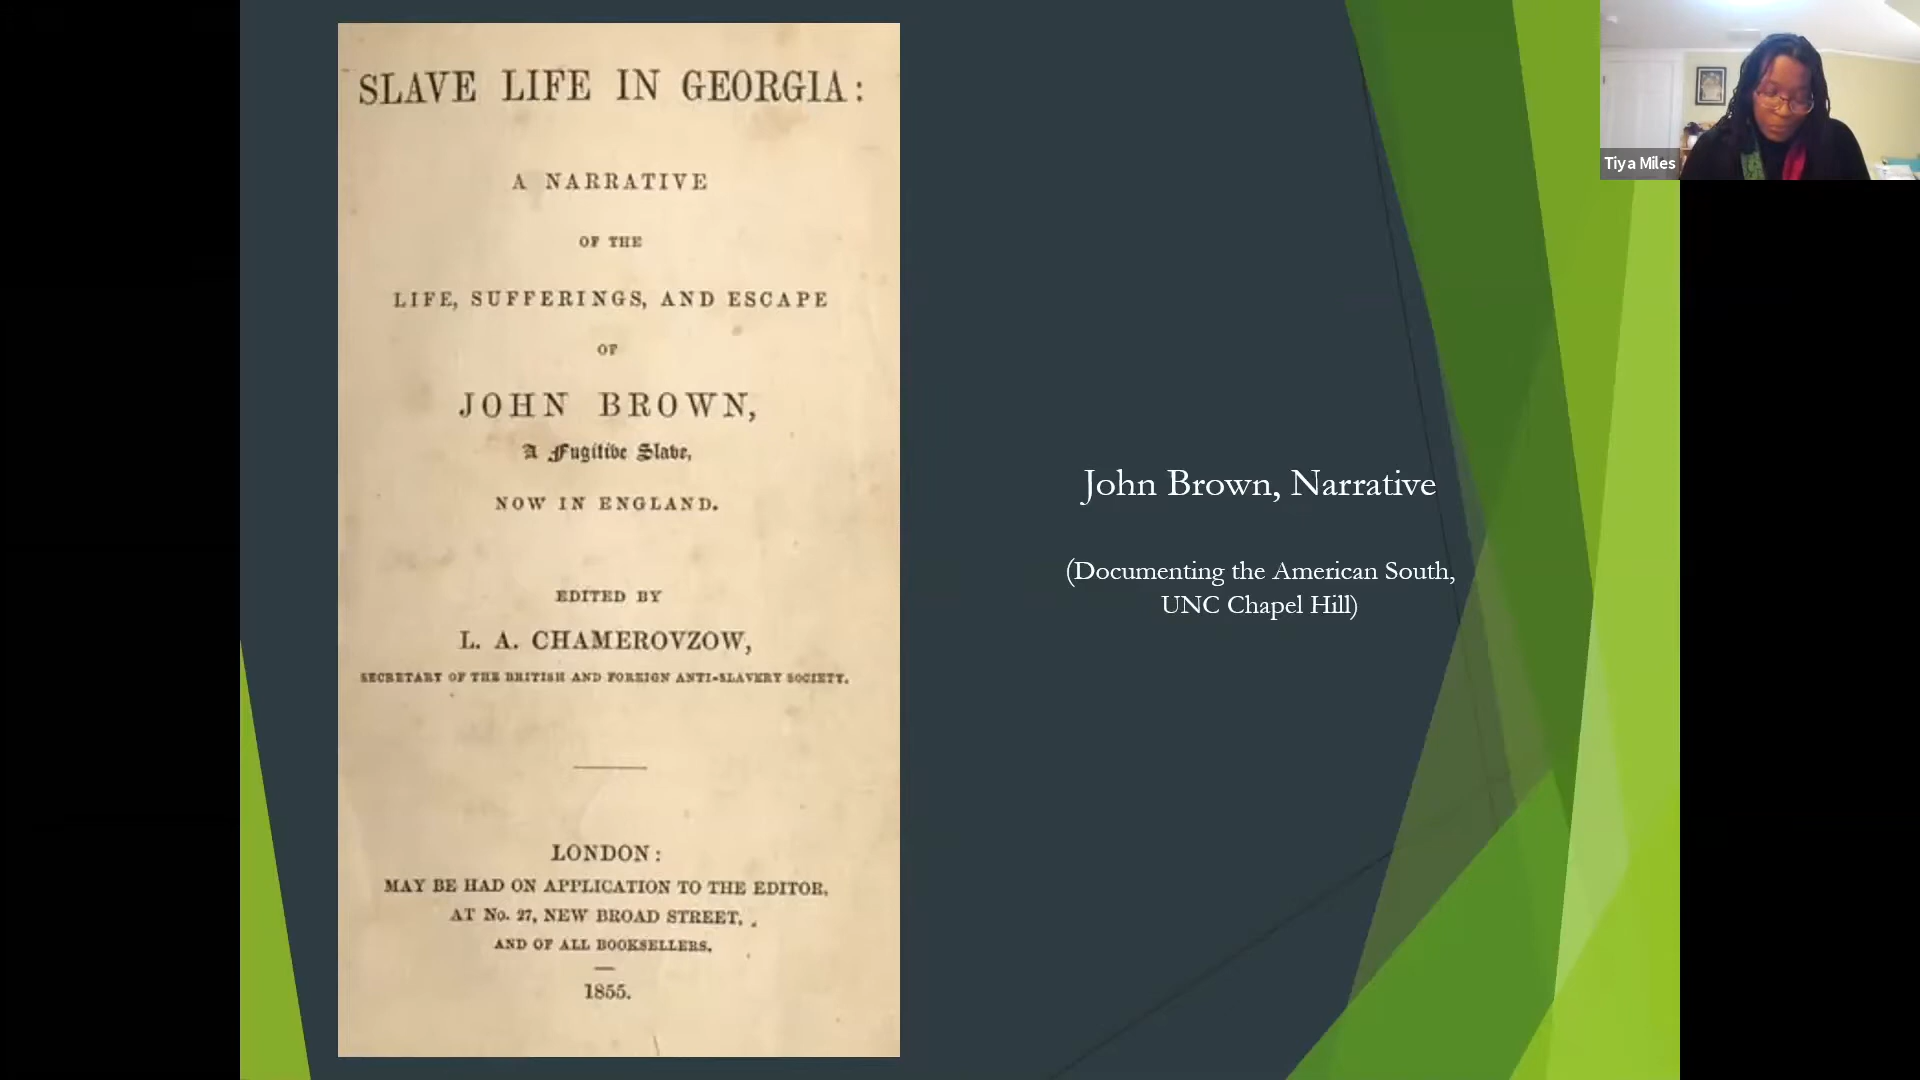 SLAVE LIFE IN GEORGIA:
A NARRATIVE
OF THE
LIFE, SUFFERINGS, AND ESCAPE
OF
JOHN BROWN,
A Fugitive Slave,
NOW IN ENGLAND.
EDITED BY
L. A. CHAMEROVZOW,
SECRETARY OF THE BRITISH AND FOREIGN ANTI-SLAVERY SOCIETY.
LONDON:
MAY BE HAD ON APPLICATION TO THE EDITOR,
AT No. 27, NEW BROAD STREET,
AND OF ALL BOOKSELLERS.
1855.
John Brown, Narrative
(Documenting the American South,
UNC Chapel Hill)
Tiya Miles